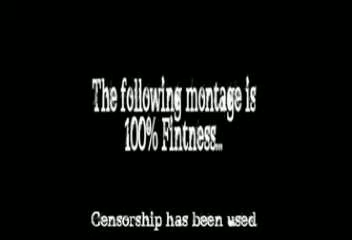 The following montage is
100% Fintness...
Censorship has been used